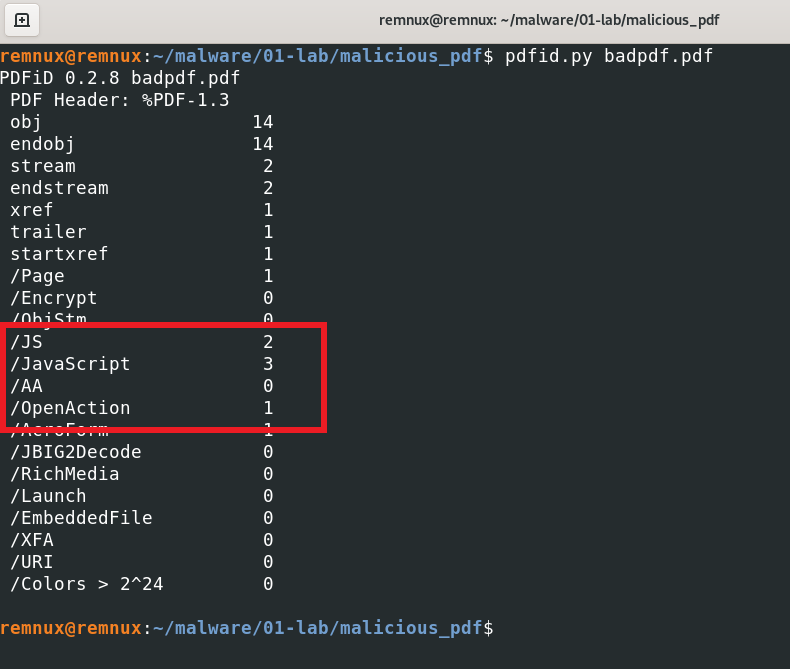 remnux@remnux: ~/malware/01-lab/malicious_pdf
remnux@remnux:~/malware/01-lab/malicious_pdf$ pdfid.py badpdf.pdf
PDFiD 0.2.8 badpdf.pdf
PDF Header: %PDF-1.3
obj 14
endobj 14
stream 2
endstream 2
xref 1
trailer 1
startxref 1
/Page 1
/Encrypt 0
/ObjStm 0
/JS 2
/JavaScript 3
/AA 0
/OpenAction 1
/AcroForm 1
/JBIG2Decode 0
/RichMedia 0
/Launch 0
/EmbeddedFile 0
/XFA 0
/URI 0
/Colors > 2^24 0
remnux@remnux:~/malware/01-lab/malicious_pdf$